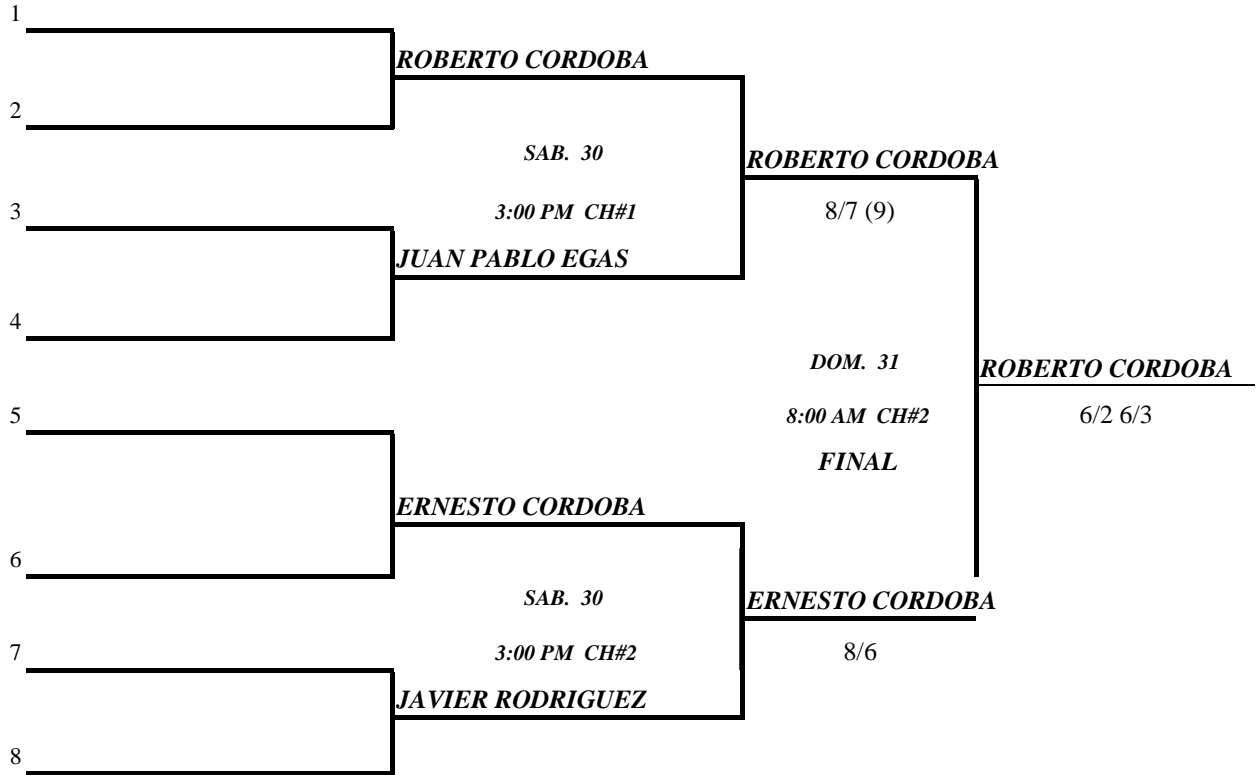 1
ROBERTO CORDOBA
2
SAB. 30
ROBERTO CORDOBA
3
3:00 PM CH#1
8/7 (9)
JUAN PABLO EGAS
4
DOM. 31
ROBERTO CORDOBA
5
8:00 AM CH#2
6/2 6/3
FINAL
ERNESTO CORDOBA
6
SAB. 30
ERNESTO CORDOBA
7
3:00 PM CH#2
8/6
JAVIER RODRIGUEZ
8